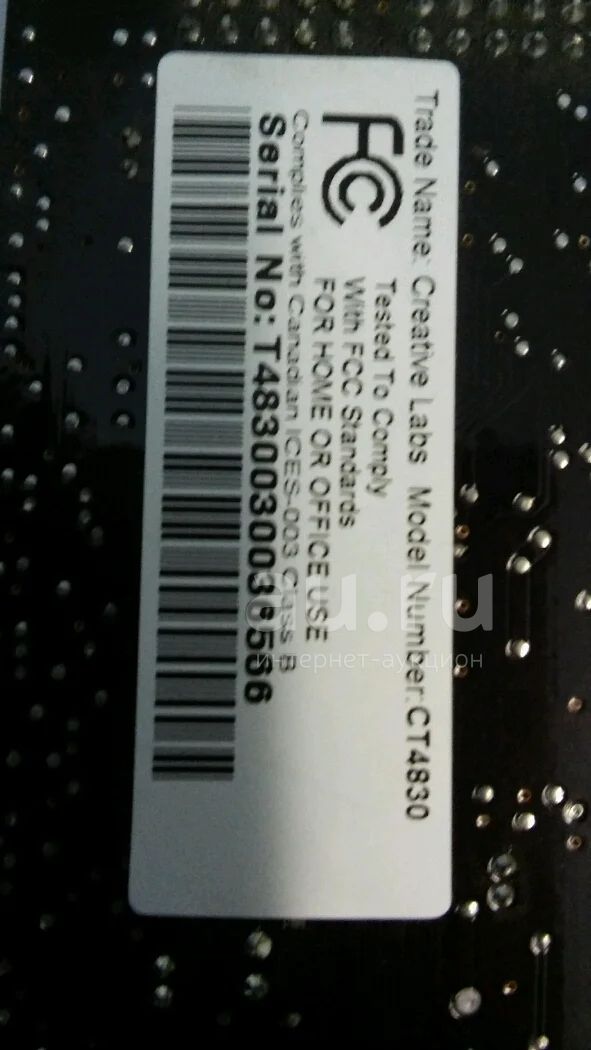 Trade Name: Creative Labs Model Number:CT4830
FC
Tested To Comply
With FCC Standards
FOR HOME OR OFFICE USE
Complies with Canadian ICES-003 Class B
Serial No:
au.ru
интернет-аукцион